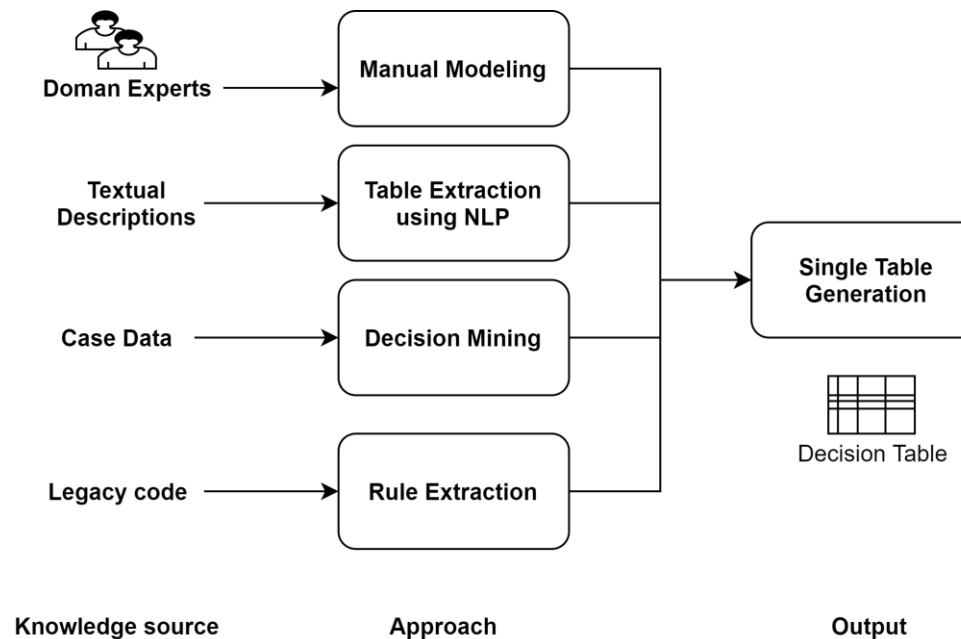 Doman Experts
Manual Modeling
Textual
Descriptions
Table Extraction
using NLP
Single Table
Generation
Case Data
Decision Mining
Decision Table
Legacy code
Rule Extraction
Knowledge source
Approach
Output